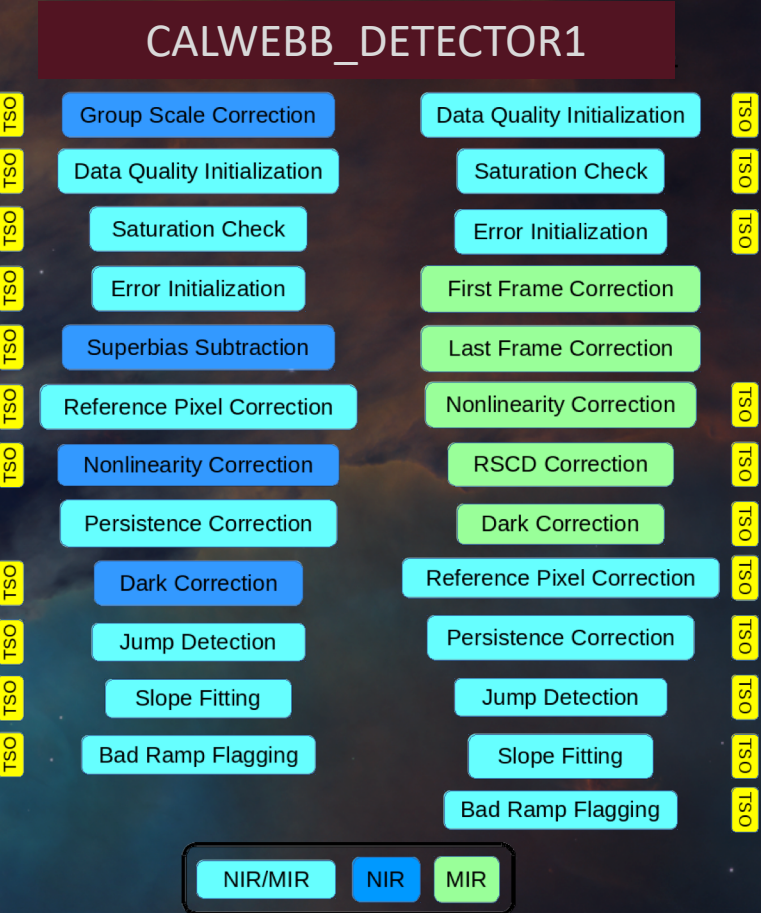 CALWEBB_DETECTOR1
TSO Group Scale Correction
TSO Data Quality Initialization
TSO Saturation Check
TSO Error Initialization
TSO Superbias Subtraction
TSO Reference Pixel Correction
TSO Nonlinearity Correction
Persistence Correction
TSO Dark Correction
TSO Jump Detection
TSO Slope Fitting
TSO Bad Ramp Flagging
Data Quality Initialization TSO
Saturation Check TSO
Error Initialization TSO
First Frame Correction
Last Frame Correction
Nonlinearity Correction TSO
RSCD Correction TSO
Dark Correction TSO
Reference Pixel Correction TSO
Persistence Correction TSO
Jump Detection TSO
Slope Fitting TSO
Bad Ramp Flagging TSO
NIR/MIR NIR MIR